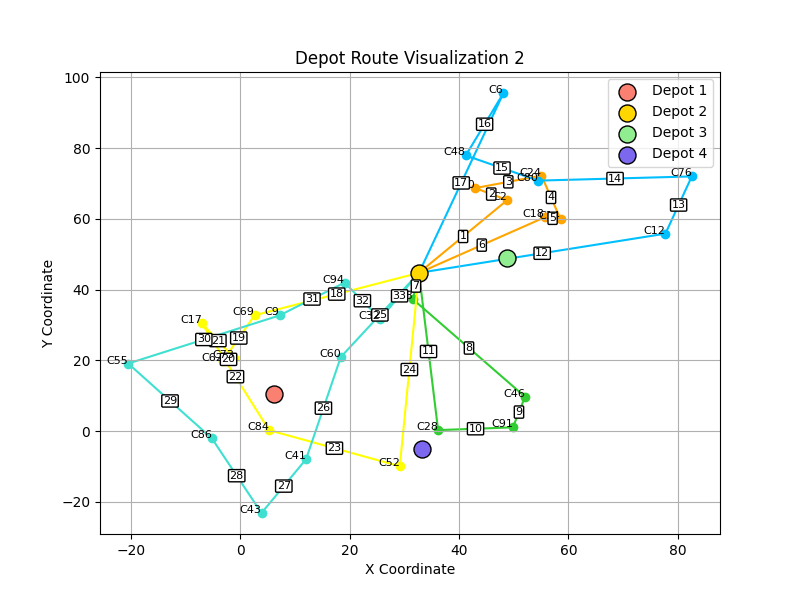 Depot Route Visualization 2
Depot 1
Depot 2
Depot 3
Depot 4
100
80
60
40
20
0
−20
−20
0
20
40
60
80
X Coordinate
Y Coordinate
C6
16
C48
15
C24
C80
14
C76
17
3
2
C2
4
13
C18
5
C12
1
6
12
7
C94
31
18
32
33
C69
C9
C17
25
30
21
19
20
22
C60
11
8
24
C55
29
26
C46
9
C86
C84
23
C28
10
C91
C41
C52
28
27
C43